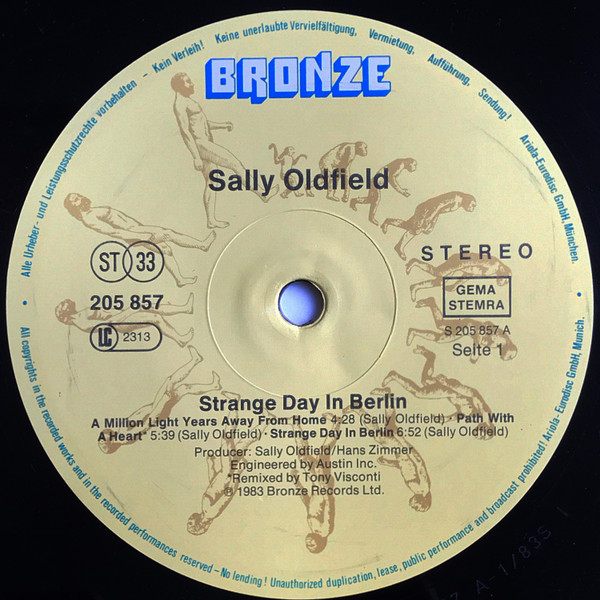 Alle Urheber- und Leistungsschutzrechte vorbehalten – Kein Verleih! Keine unerlaubte Vervielfältigung, Vermietung, Aufführung, Sendung! Ariola-Eurodisc GmbH, München.
BRONZE
Sally Oldfield
ST 33
205 857
LC 2313
STEREO
GEMA
STEMRA
S 205 857 A
Seite 1
Strange Day In Berlin
A Million Light Years Away From Home 4:28 (Sally Oldfield) · Path With
A Heart* 5:39 (Sally Oldfield) · Strange Day In Berlin 6:52 (Sally Oldfield)
Producer: Sally Oldfield/Hans Zimmer
Engineered by Austin Inc.
*Remixed by Tony Visconti
℗ 1983 Bronze Records Ltd.
All copyrights in the recorded works and in the recorded performances reserved – No lending! Unauthorized duplication, lease, public performance and broadcast prohibited! Ariola-Eurodisc GmbH, Munich.